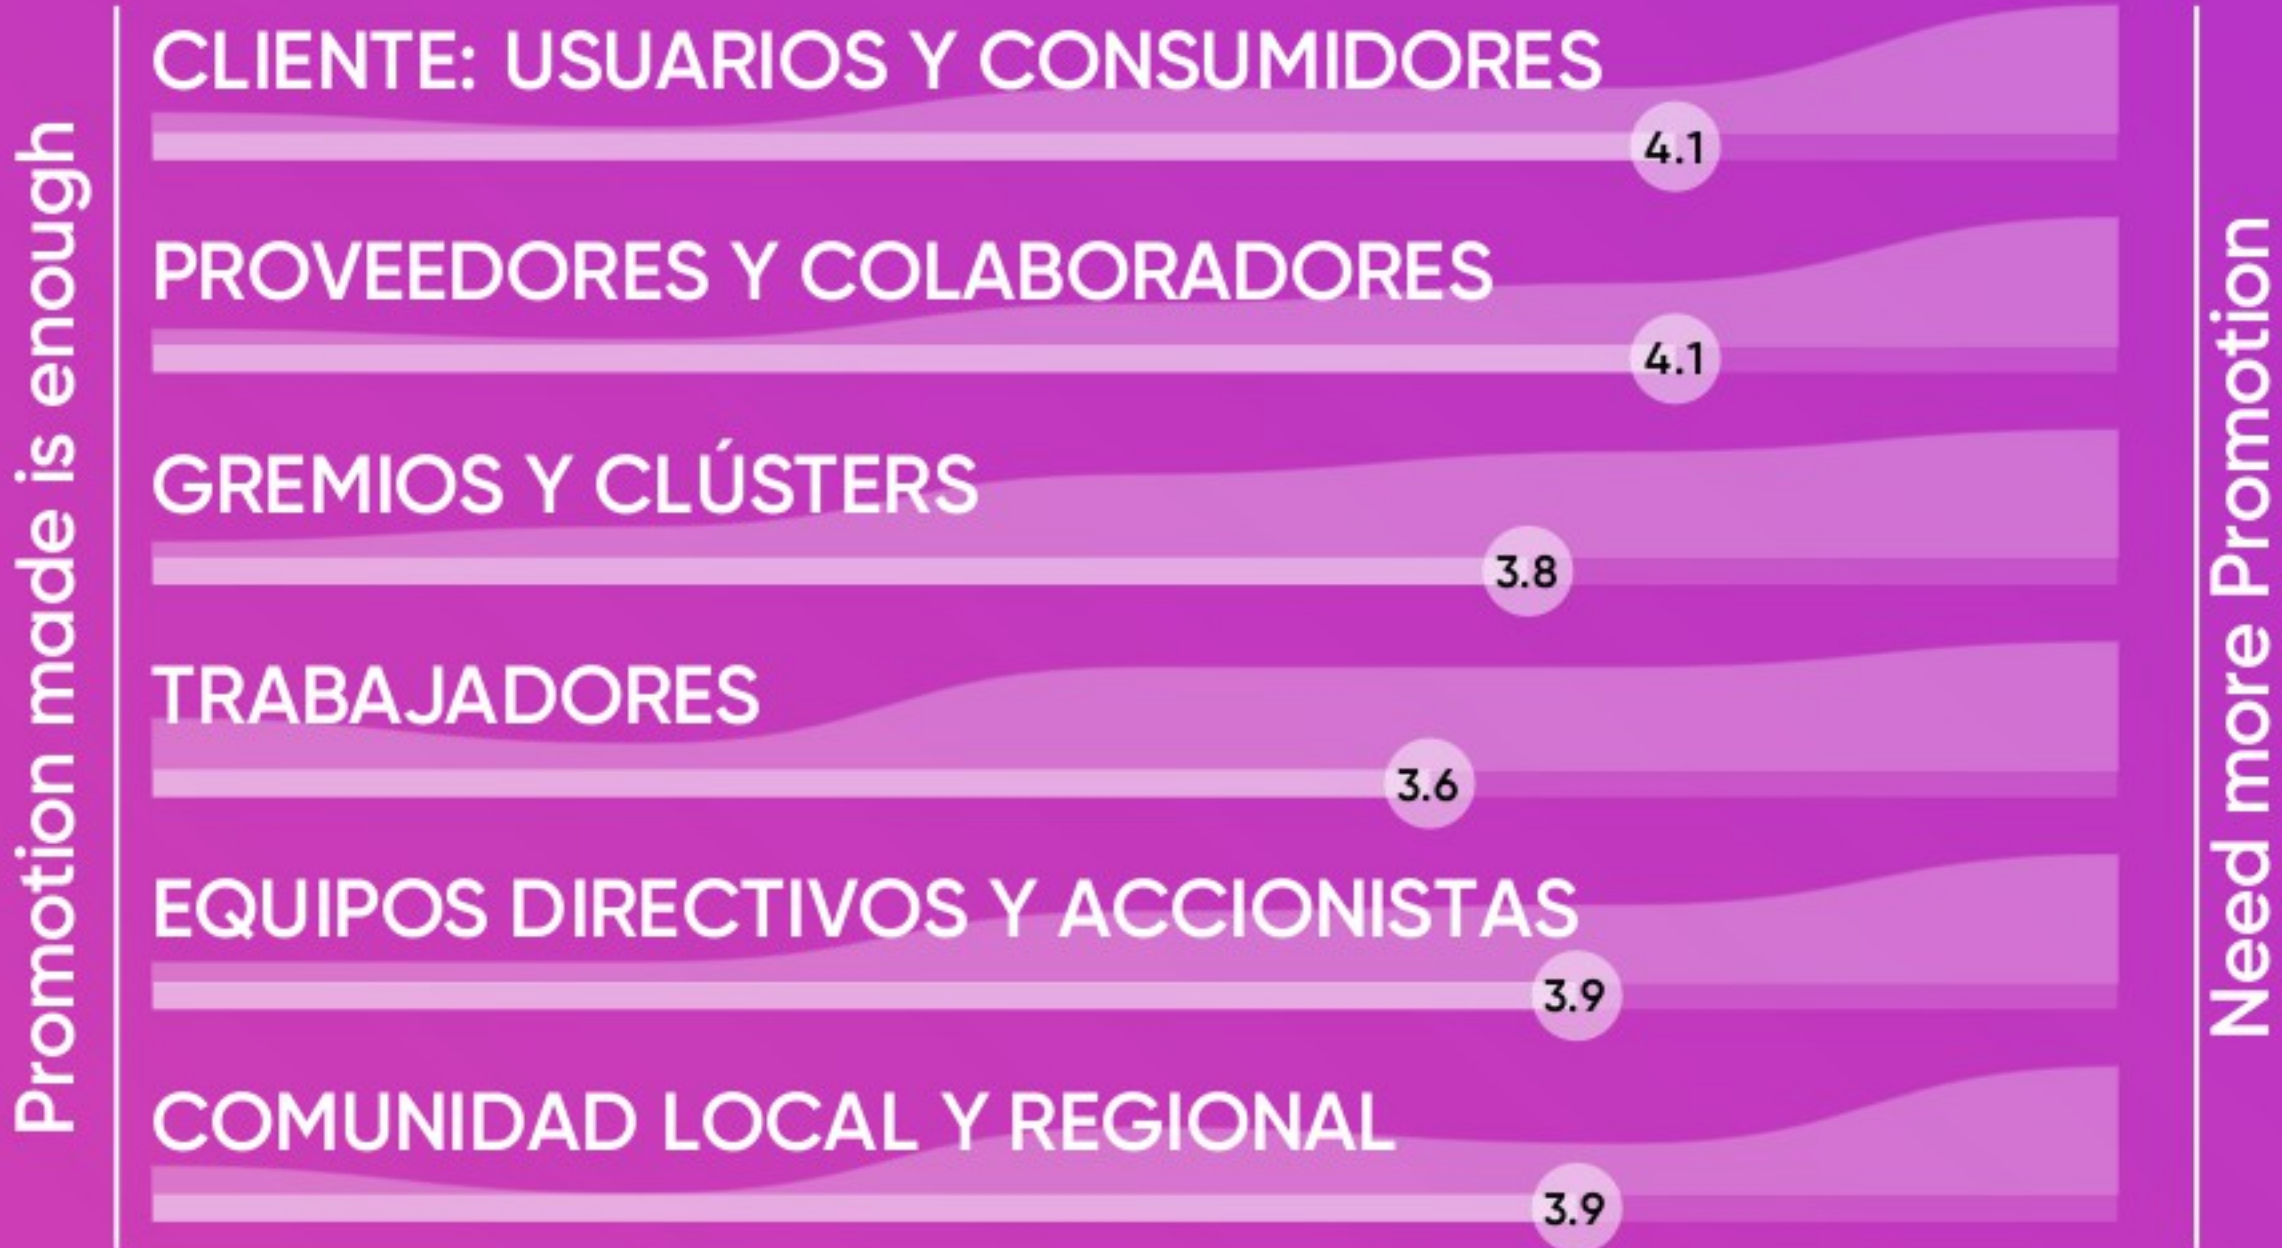 Promotion made is enough
CLIENTE: USUARIOS Y CONSUMIDORES
4.1
PROVEEDORES Y COLABORADORES
4.1
GREMIOS Y CLÚSTERS
3.8
TRABAJADORES
3.6
EQUIPOS DIRECTIVOS Y ACCIONISTAS
3.9
COMUNIDAD LOCAL Y REGIONAL
3.9
Need more Promotion